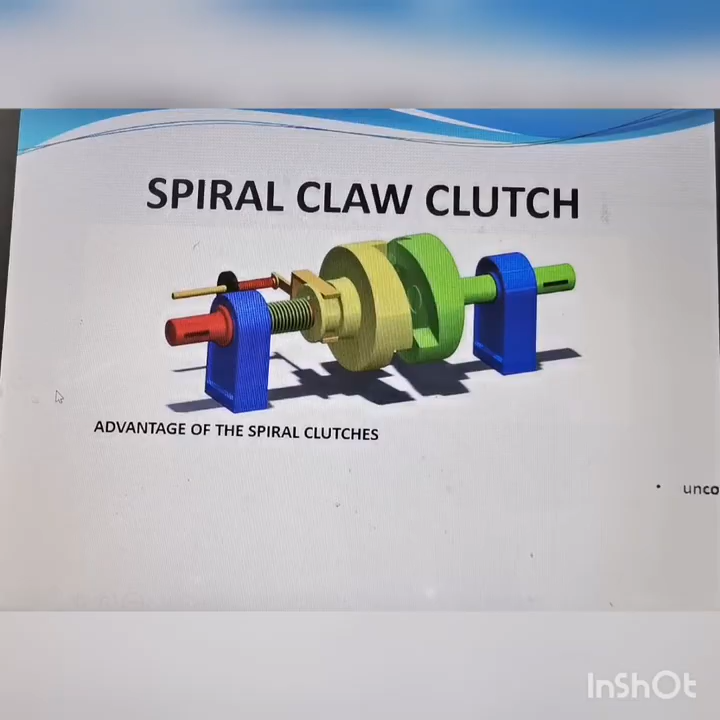 SPIRAL CLAW CLUTCH
ADVANTAGE OF THE SPIRAL CLUTCHES
• unco
InShOt